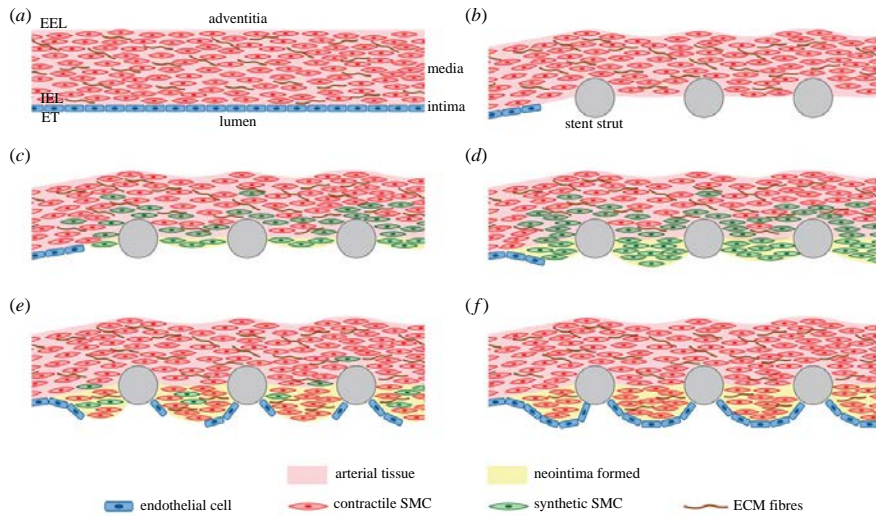 (a)
EEL
adventitia
media
IEL
intima
ET
lumen
(b)
stent strut
(c)
(d)
(e)
(f)
arterial tissue
neointima formed
endothelial cell
contractile SMC
synthetic SMC
ECM fibres